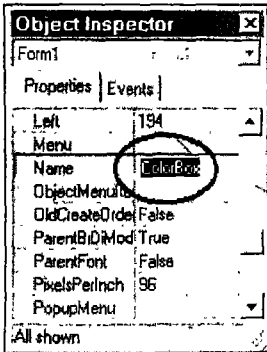 Object Inspector
Form1
Properties Events
Left 194
Menu
Name ColorBox
ObjectMenuIte
OldCreateOrde False
ParentBiDiMod True
ParentFont False
PixelsPerInch 96
PopupMenu
All shown